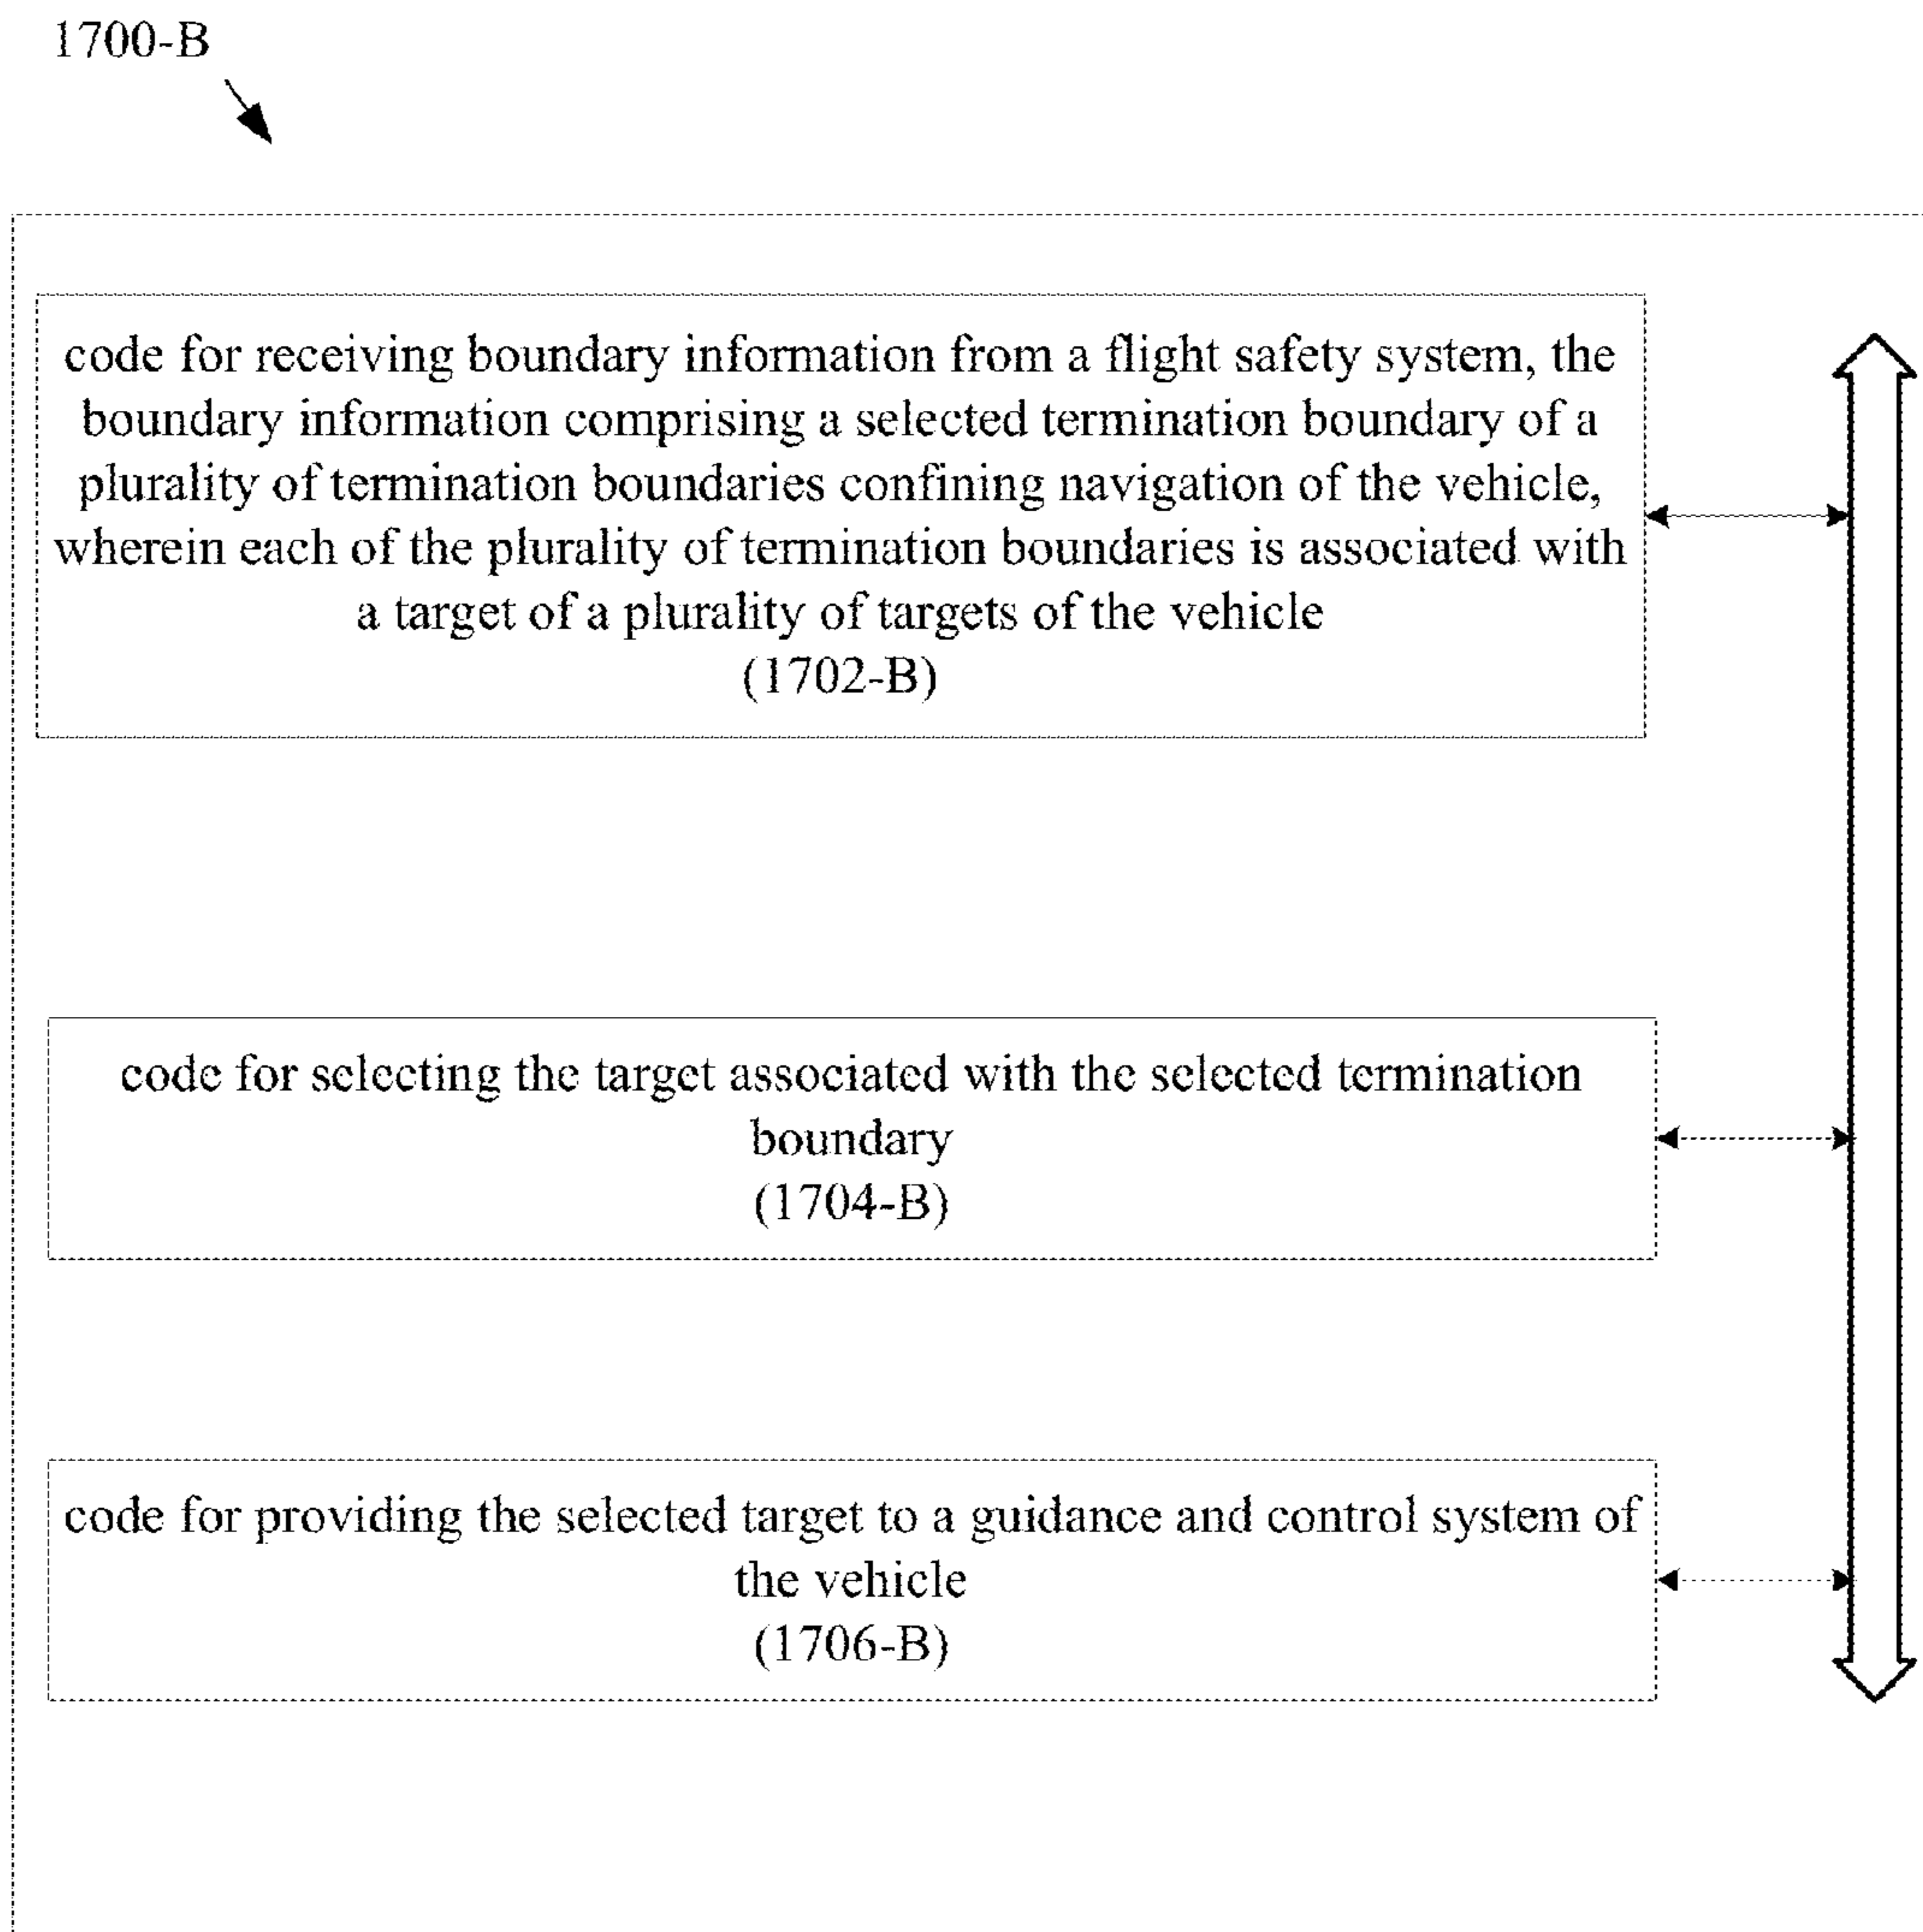 1700-B
code for receiving boundary information from a flight safety system, the
boundary information comprising a selected termination boundary of a
plurality of termination boundaries confining navigation of the vehicle,
wherein each of the plurality of termination boundaries is associated with
a target of a plurality of targets of the vehicle
(1702-B)
code for selecting the target associated with the selected termination
boundary
(1704-B)
code for providing the selected target to a guidance and control system of
the vehicle
(1706-B)